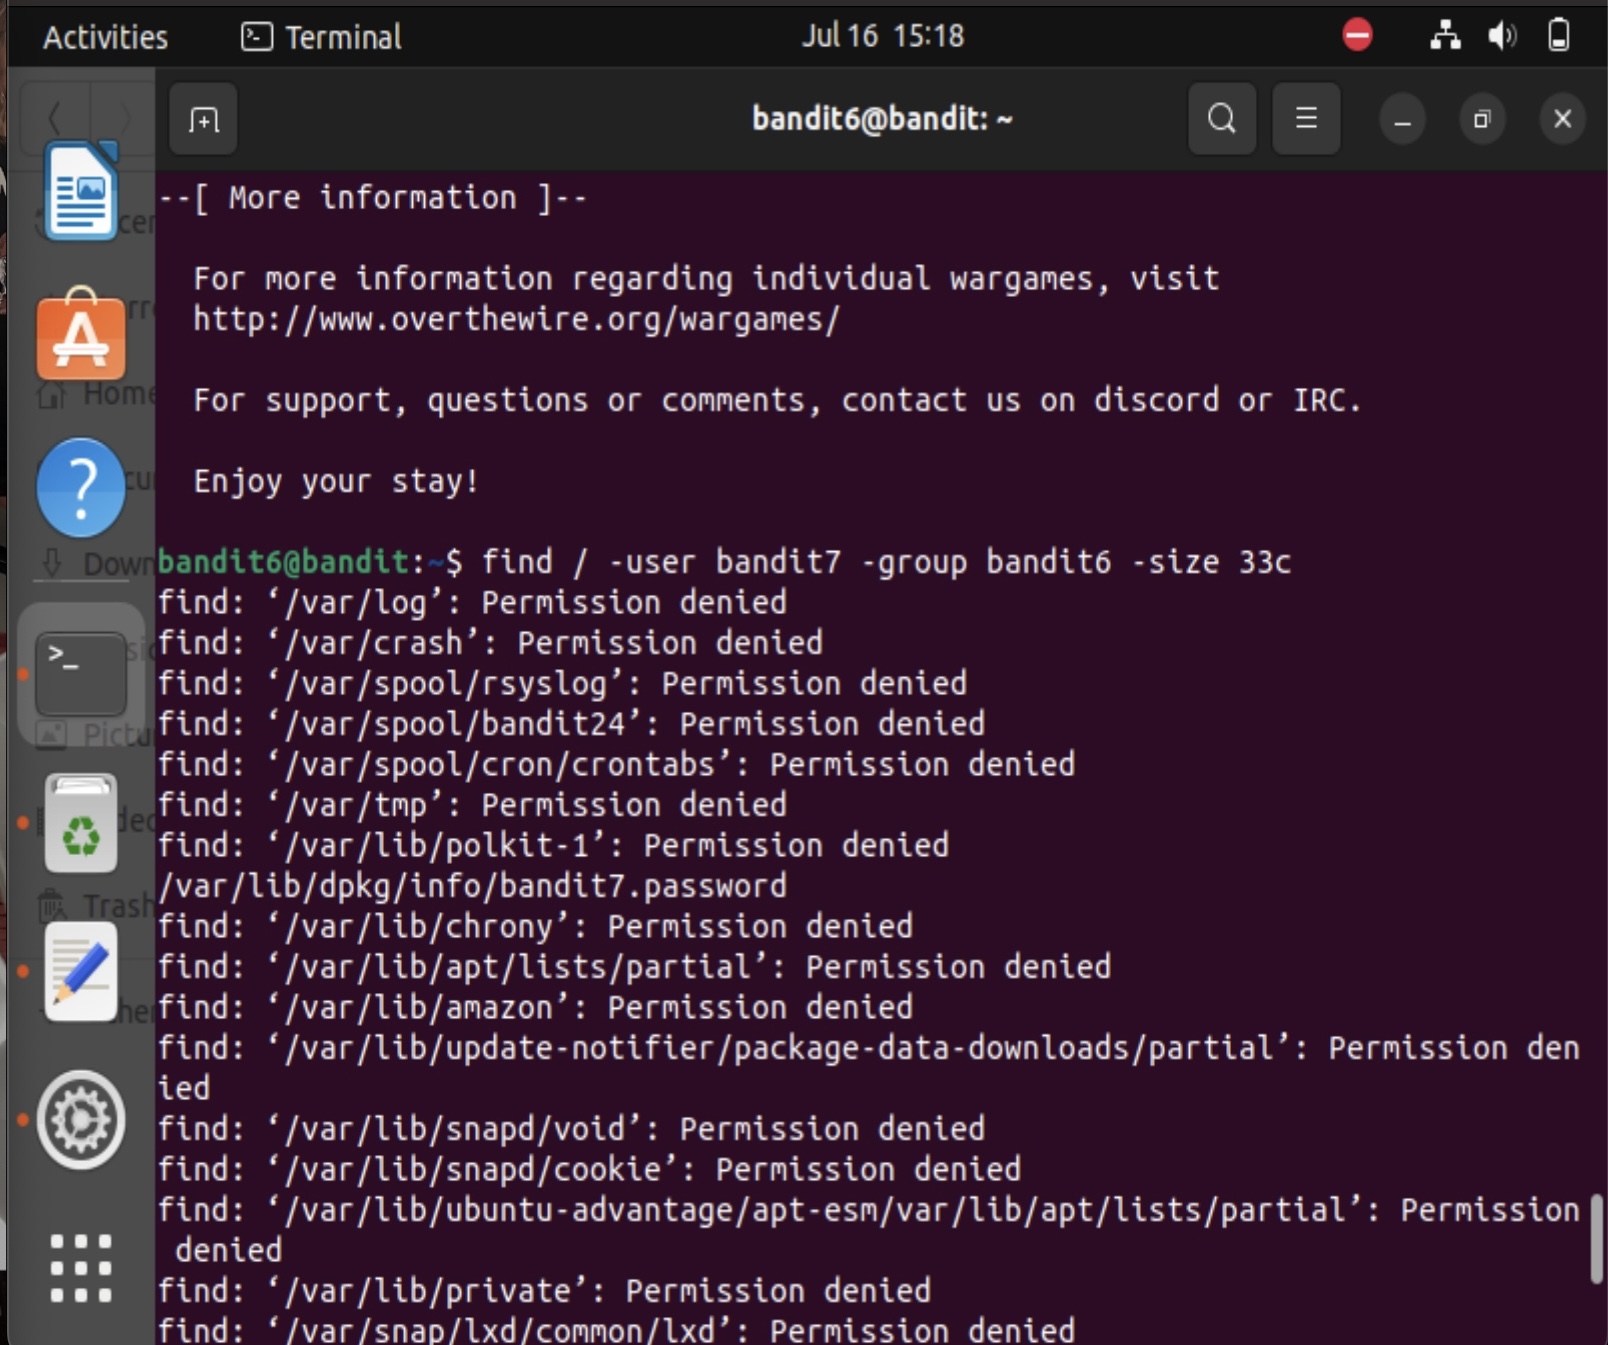 Activities
Terminal
Jul 16 15:18
bandit6@bandit: ~
--[ More information ]--
For more information regarding individual wargames, visit
http://www.overthewire.org/wargames/
For support, questions or comments, contact us on discord or IRC.
Enjoy your stay!
bandit6@bandit:~$ find / -user bandit7 -group bandit6 -size 33c
find: ‘/var/log’: Permission denied
find: ‘/var/crash’: Permission denied
find: ‘/var/spool/rsyslog’: Permission denied
find: ‘/var/spool/bandit24’: Permission denied
find: ‘/var/spool/cron/crontabs’: Permission denied
find: ‘/var/tmp’: Permission denied
find: ‘/var/lib/polkit-1’: Permission denied
/var/lib/dpkg/info/bandit7.password
find: ‘/var/lib/chrony’: Permission denied
find: ‘/var/lib/apt/lists/partial’: Permission denied
find: ‘/var/lib/amazon’: Permission denied
find: ‘/var/lib/update-notifier/package-data-downloads/partial’: Permission den
ied
find: ‘/var/lib/snapd/void’: Permission denied
find: ‘/var/lib/snapd/cookie’: Permission denied
find: ‘/var/lib/ubuntu-advantage/apt-esm/var/lib/apt/lists/partial’: Permission
denied
find: ‘/var/lib/private’: Permission denied
find: ‘/var/snap/lxd/common/lxd’: Permission denied
Home
Down
Pictu
Trash